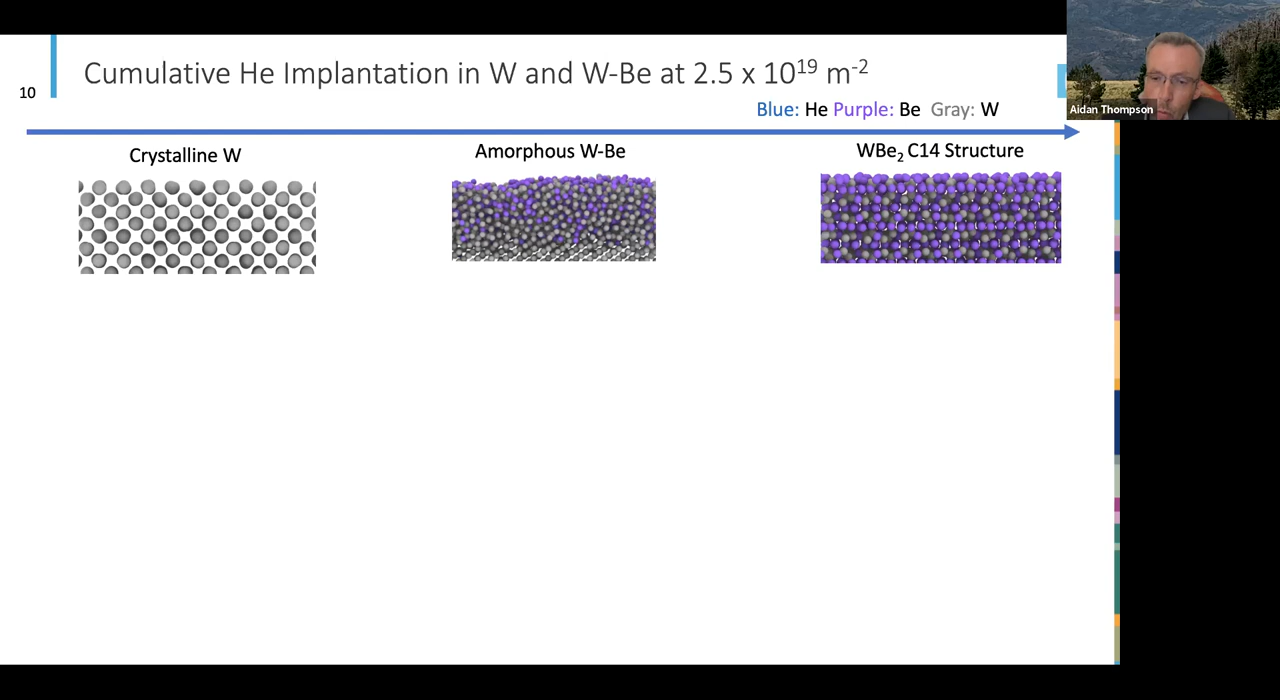 Cumulative He Implantation in W and W-Be at 2.5 x 10¹⁹ m⁻²
10
Aidan Thompson
Blue: He Purple: Be Gray: W
Crystalline W
Amorphous W-Be
WBe₂ C14 Structure